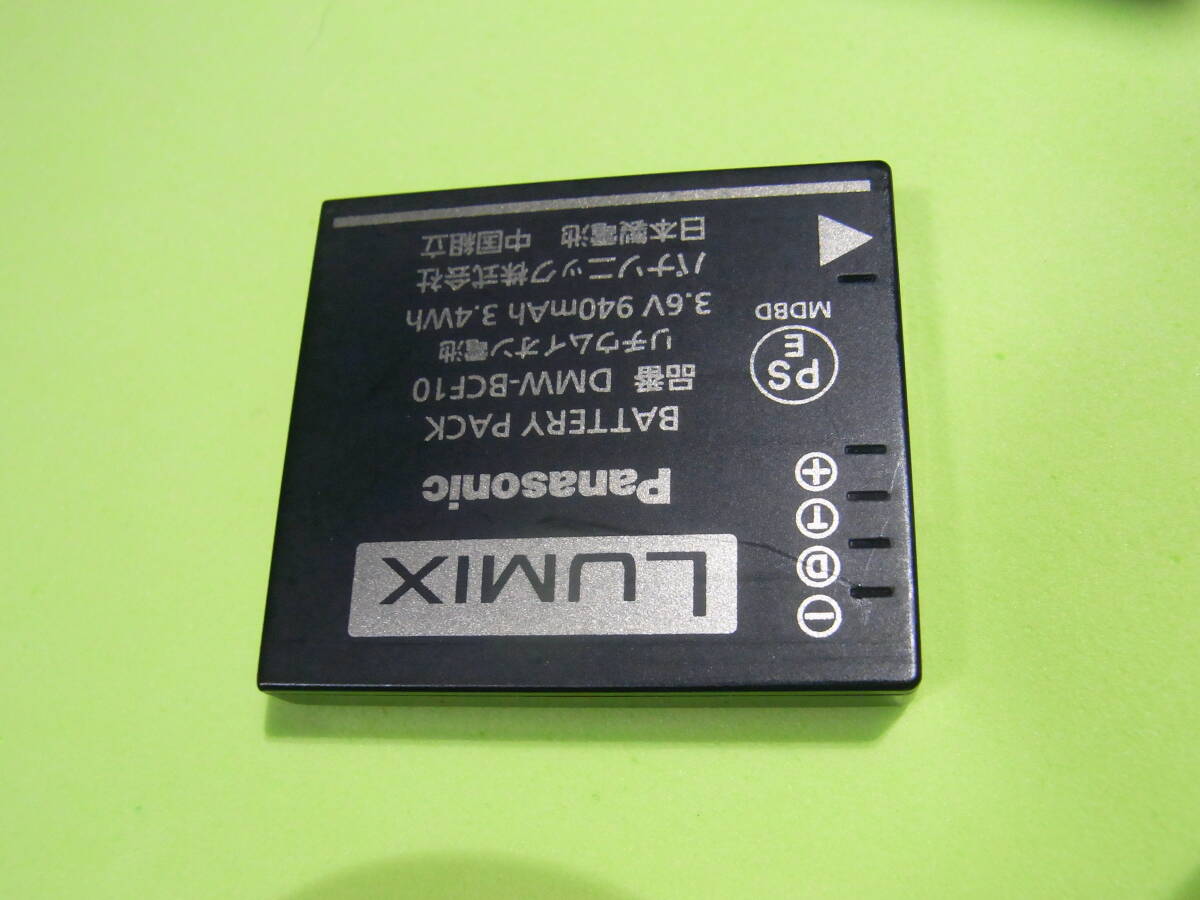 LUMIX
Panasonic
BATTERY PACK
品番 DMW-BCF10
リチウムイオン電池
3.6V 940mAh 3.4Wh
パナソニック株式会社
日本製電池 中国組立
− D T +
PS
E
MDBD